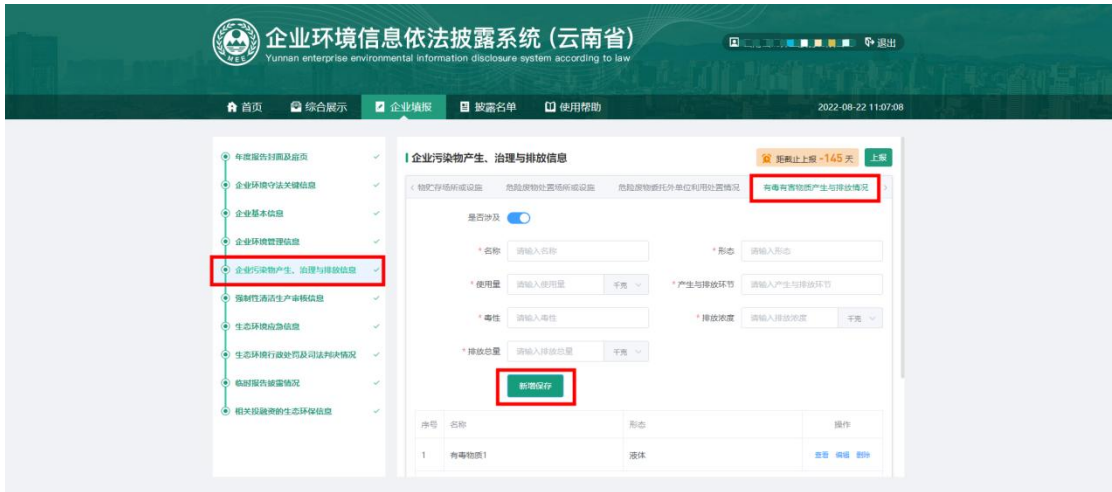 企业环境信息依法披露系统 (云南省)
MEE
Yunnan enterprise environmental information disclosure system according to law
退出
首页 综合展示 企业填报 披露名单 使用帮助 2022-08-22 11:07:08
年度报告封面及扉页
企业环境守法关键信息
企业基本信息
企业环境管理信息
企业污染物产生、治理与排放信息
强制性清洁生产审核信息
生态环境应急信息
生态环境行政处罚及司法判决情况
临时报告披露情况
相关投融资的生态环保信息
企业污染物产生、治理与排放信息 距截止上报 -145 天 上报
< 物贮存场所或设施 危险废物处置场所或设施 危险废物委托外单位利用处置情况 有毒有害物质产生与排放情况 >
是否涉及
* 名称 请输入名称 * 形态 请输入形态
* 使用量 请输入使用量 千克 * 产生与排放环节 请输入产生与排放环节
* 毒性 请输入毒性 * 排放浓度 请输入排放浓度 千克
* 排放总量 请输入排放总量 千克
新增保存
序号 名称 形态 操作
1 有毒物质1 液体 查看 编辑 删除